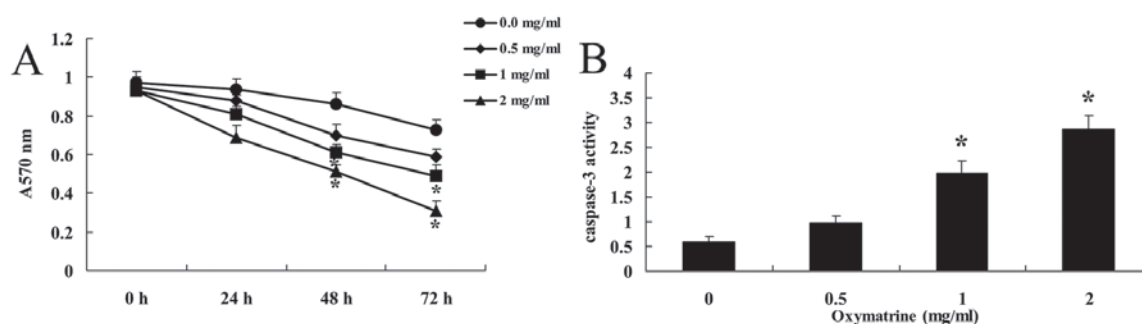 A
0.0 mg/ml
0.5 mg/ml
1 mg/ml
2 mg/ml
A570 nm
1.2
1
0.8
0.6
0.4
0.2
0
0 h
24 h
48 h
72 h
*
*
*
*
B
caspase-3 activity
4
3.5
3
2.5
2
1.5
1
0.5
0
*
*
0
0.5
1
2
Oxymatrine (mg/ml)